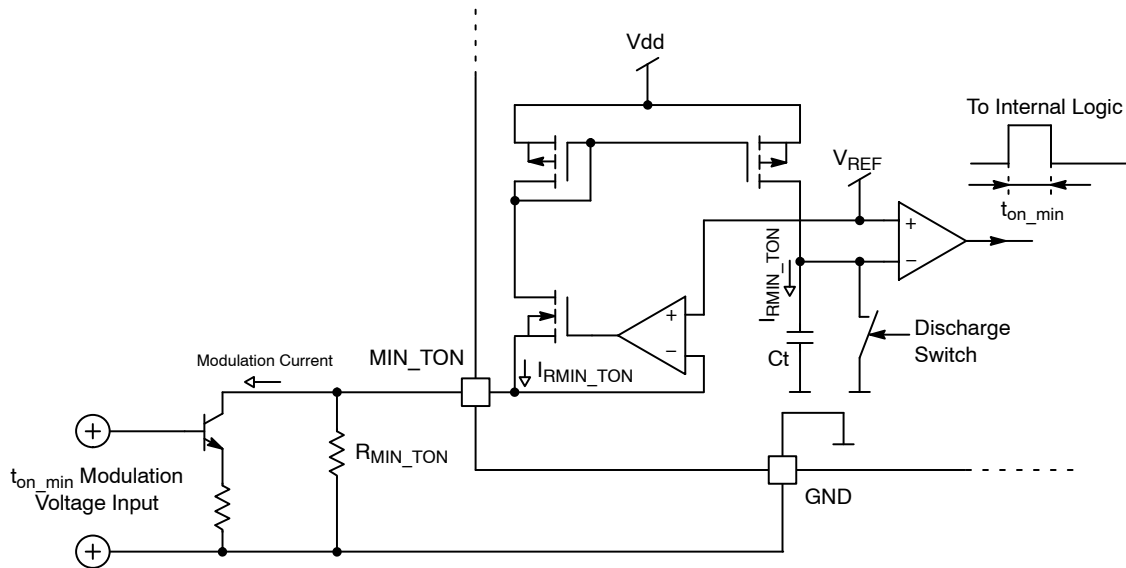 Vdd
To Internal Logic
V_REF
t_on_min
+
−
I_RMIN_TON
+
−
Discharge
Switch
Ct
MIN_TON
I_RMIN_TON
Modulation Current
R_MIN_TON
t_on_min Modulation
Voltage Input
GND